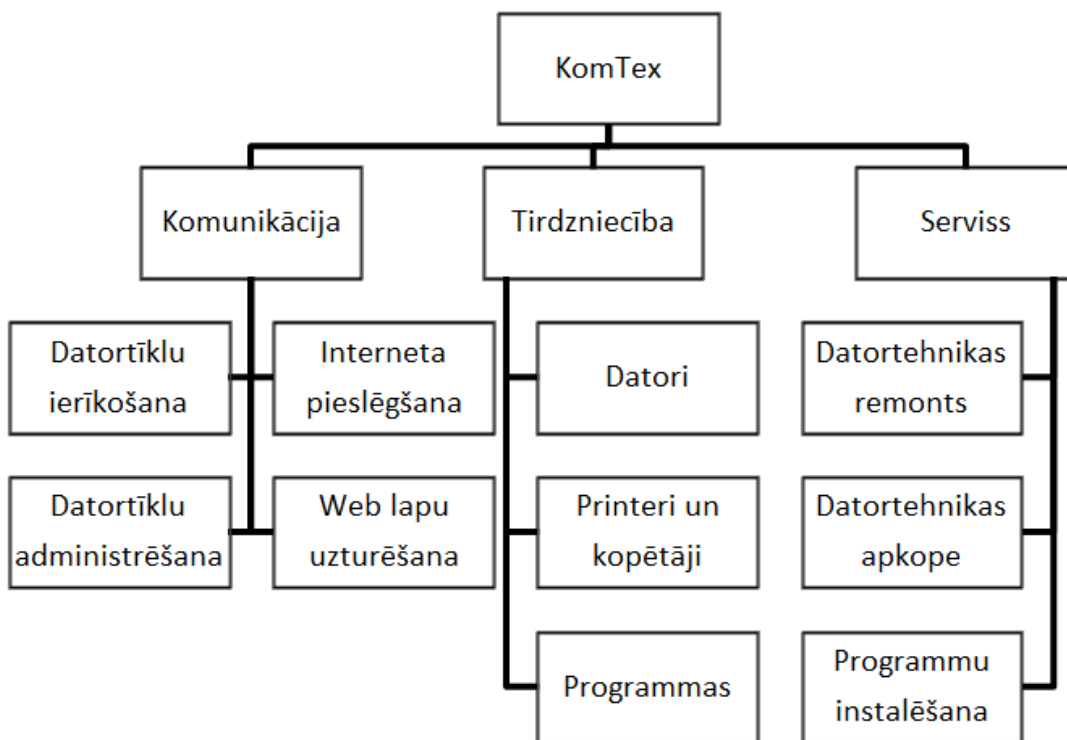 KomTex
Komunikācija
Tirdzniecība
Serviss
Datortīklu
ierīkošana
Interneta
pieslēgšana
Datortīklu
administrēšana
Web lapu
uzturēšana
Datori
Printeri un
kopētāji
Programmas
Datortehnikas
remonts
Datortehnikas
apkope
Programmu
instalēšana